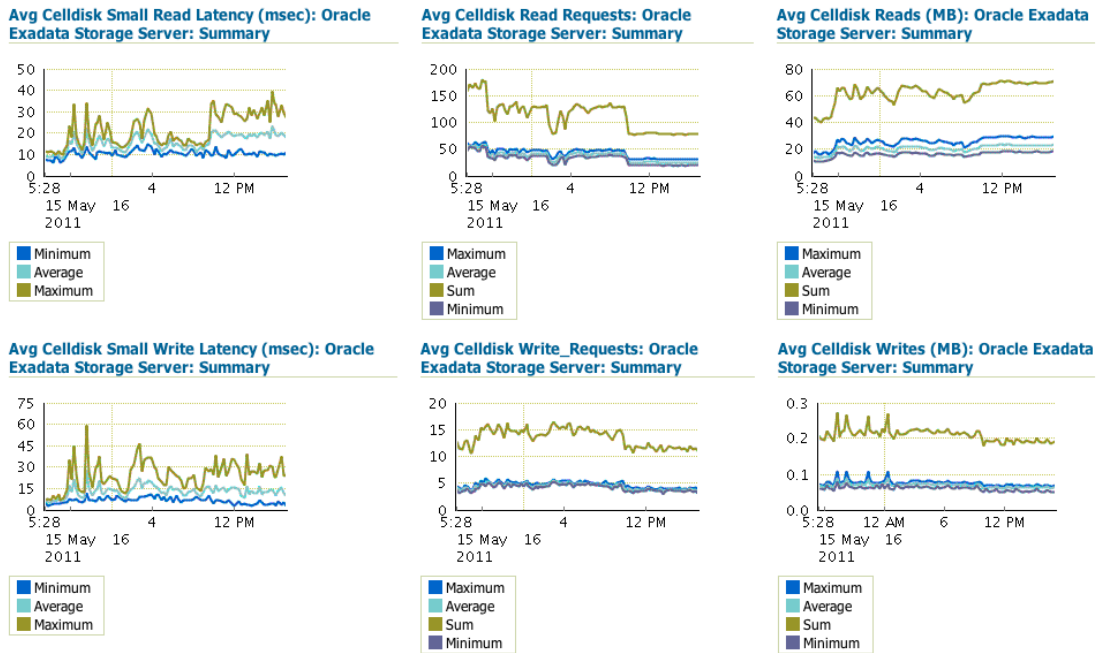 Avg Celldisk Small Read Latency (msec): Oracle
Exadata Storage Server: Summary
50
40
30
20
10
0
5:28
4
12 PM
15 May
16
2011
Minimum
Average
Maximum
Avg Celldisk Read Requests: Oracle
Exadata Storage Server: Summary
200
150
100
50
0
5:28
4
12 PM
15 May
16
2011
Maximum
Average
Sum
Minimum
Avg Celldisk Reads (MB): Oracle Exadata
Storage Server: Summary
80
60
40
20
0
5:28
4
12 PM
15 May
16
2011
Maximum
Average
Sum
Minimum
Avg Celldisk Small Write Latency (msec): Oracle
Exadata Storage Server: Summary
75
60
45
30
15
0
5:28
4
12 PM
15 May
16
2011
Minimum
Average
Maximum
Avg Celldisk Write_Requests: Oracle
Exadata Storage Server: Summary
20
15
10
5
0
5:28
4
12 PM
15 May
16
2011
Maximum
Average
Sum
Minimum
Avg Celldisk Writes (MB): Oracle Exadata
Storage Server: Summary
0.3
0.2
0.1
0.0
5:28
12 AM
6
12 PM
15 May
16
2011
Maximum
Average
Sum
Minimum